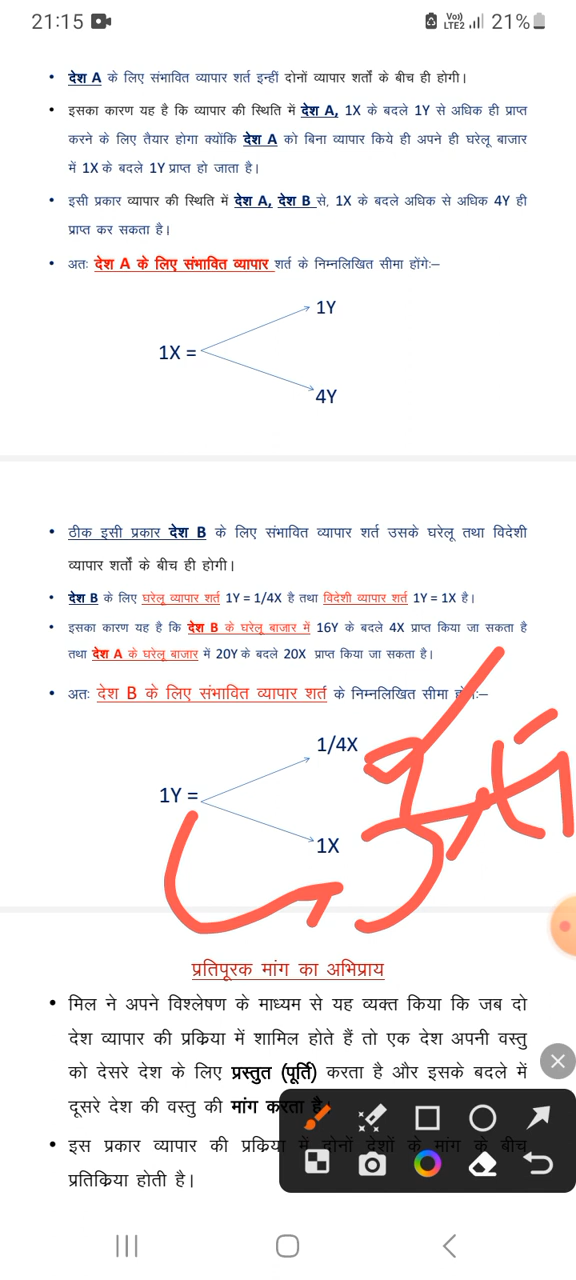 21:15
Vo)) LTE2 21%
• देश A के लिए संभावित व्यापार शर्त इन्हीं दोनों व्यापार शर्तों के बीच ही होगी।
• इसका कारण यह है कि व्यापार की स्थिति में देश A, 1X के बदले 1Y से अधिक ही प्राप्त
करने के लिए तैयार होगा क्योंकि देश A को बिना व्यापार किये ही अपने ही घरेलू बाजार
में 1X के बदले 1Y प्राप्त हो जाता है।
• इसी प्रकार व्यापार की स्थिति में देश A, देश B से, 1X के बदले अधिक से अधिक 4Y ही
प्राप्त कर सकता है।
• अतः देश A के लिए संभावित व्यापार शर्त के निम्नलिखित सीमा होंगेः–
1Y
1X =
4Y
• ठीक इसी प्रकार देश B के लिए संभावित व्यापार शर्त उसके घरेलू तथा विदेशी
व्यापार शर्तों के बीच ही होगी।
• देश B के लिए घरेलू व्यापार शर्त 1Y = 1/4X है तथा विदेशी व्यापार शर्त 1Y = 1X है।
• इसका कारण यह है कि देश B के घरेलू बाजार में 16Y के बदले 4X प्राप्त किया जा सकता है
तथा देश A के घरेलू बाजार में 20Y के बदले 20X प्राप्त किया जा सकता है।
• अतः देश B के लिए संभावित व्यापार शर्त के निम्नलिखित सीमा
1/4X
1Y =
1X
प्रतिपूरक मांग का अभिप्राय
• मिल ने अपने विश्लेषण के माध्यम से यह व्यक्त किया कि जब दो
देश व्यापार की प्रक्रिया में शामिल होते हैं तो एक देश अपनी वस्तु
को देसरे देश के लिए प्रस्तुत (पूर्ति) करता है और इसके बदले में
दूसरे देश की वस्तु की मांग करता है।
• इस प्रकार व्यापार की प्रक्रिया में दोनों देशों के मांग के बीच
प्रतिक्रिया होती है।